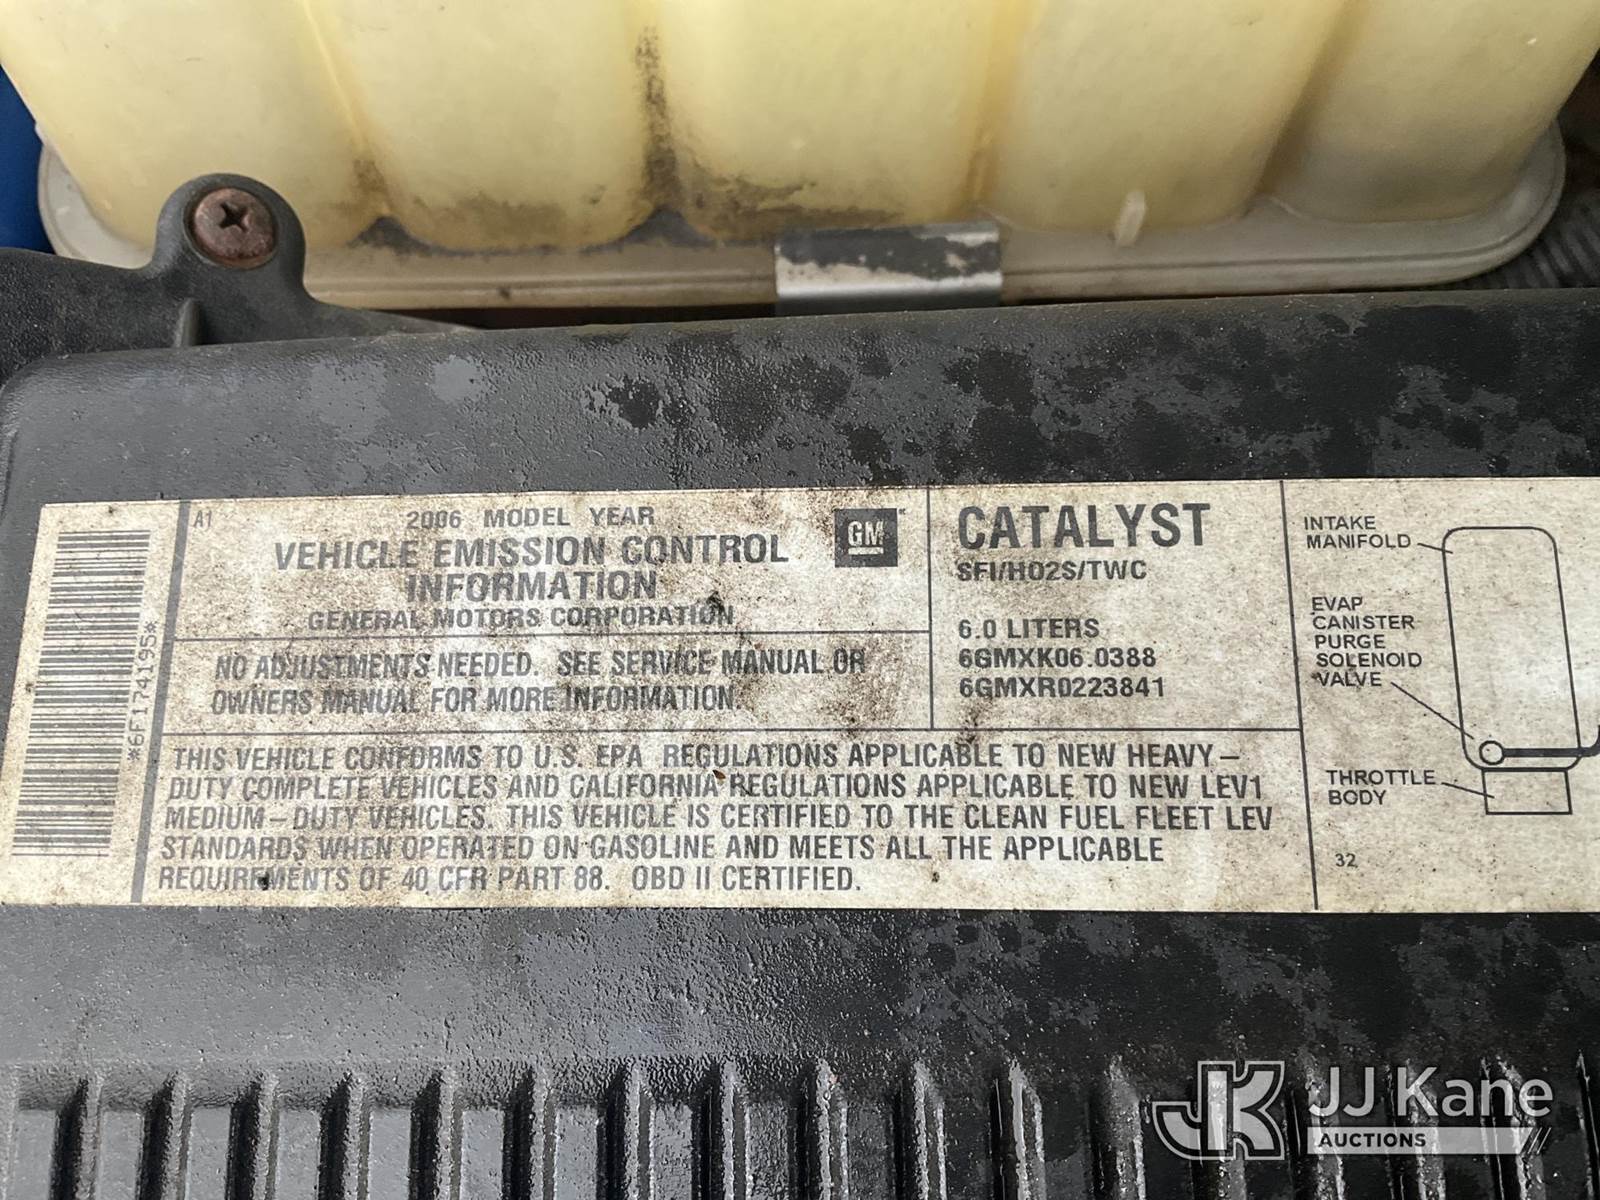 A1
2006 MODEL YEAR
VEHICLE EMISSION CONTROL
INFORMATION
GENERAL MOTORS CORPORATION
GM
NO ADJUSTMENTS NEEDED. SEE SERVICE MANUAL OR
OWNERS MANUAL FOR MORE INFORMATION.
*6F174195*
CATALYST
SFI/HO2S/TWC
6.0 LITERS
6GMXK06.0388
6GMXR0223841
THIS VEHICLE CONFORMS TO U.S. EPA REGULATIONS APPLICABLE TO NEW HEAVY-
DUTY COMPLETE VEHICLES AND CALIFORNIA REGULATIONS APPLICABLE TO NEW LEV1
MEDIUM-DUTY VEHICLES. THIS VEHICLE IS CERTIFIED TO THE CLEAN FUEL FLEET LEV
STANDARDS WHEN OPERATED ON GASOLINE AND MEETS ALL THE APPLICABLE
REQUIREMENTS OF 40 CFR PART 88. OBD II CERTIFIED.
INTAKE
MANIFOLD
EVAP
CANISTER
PURGE
SOLENOID
VALVE
THROTTLE
BODY
32
JK JJ Kane
AUCTIONS